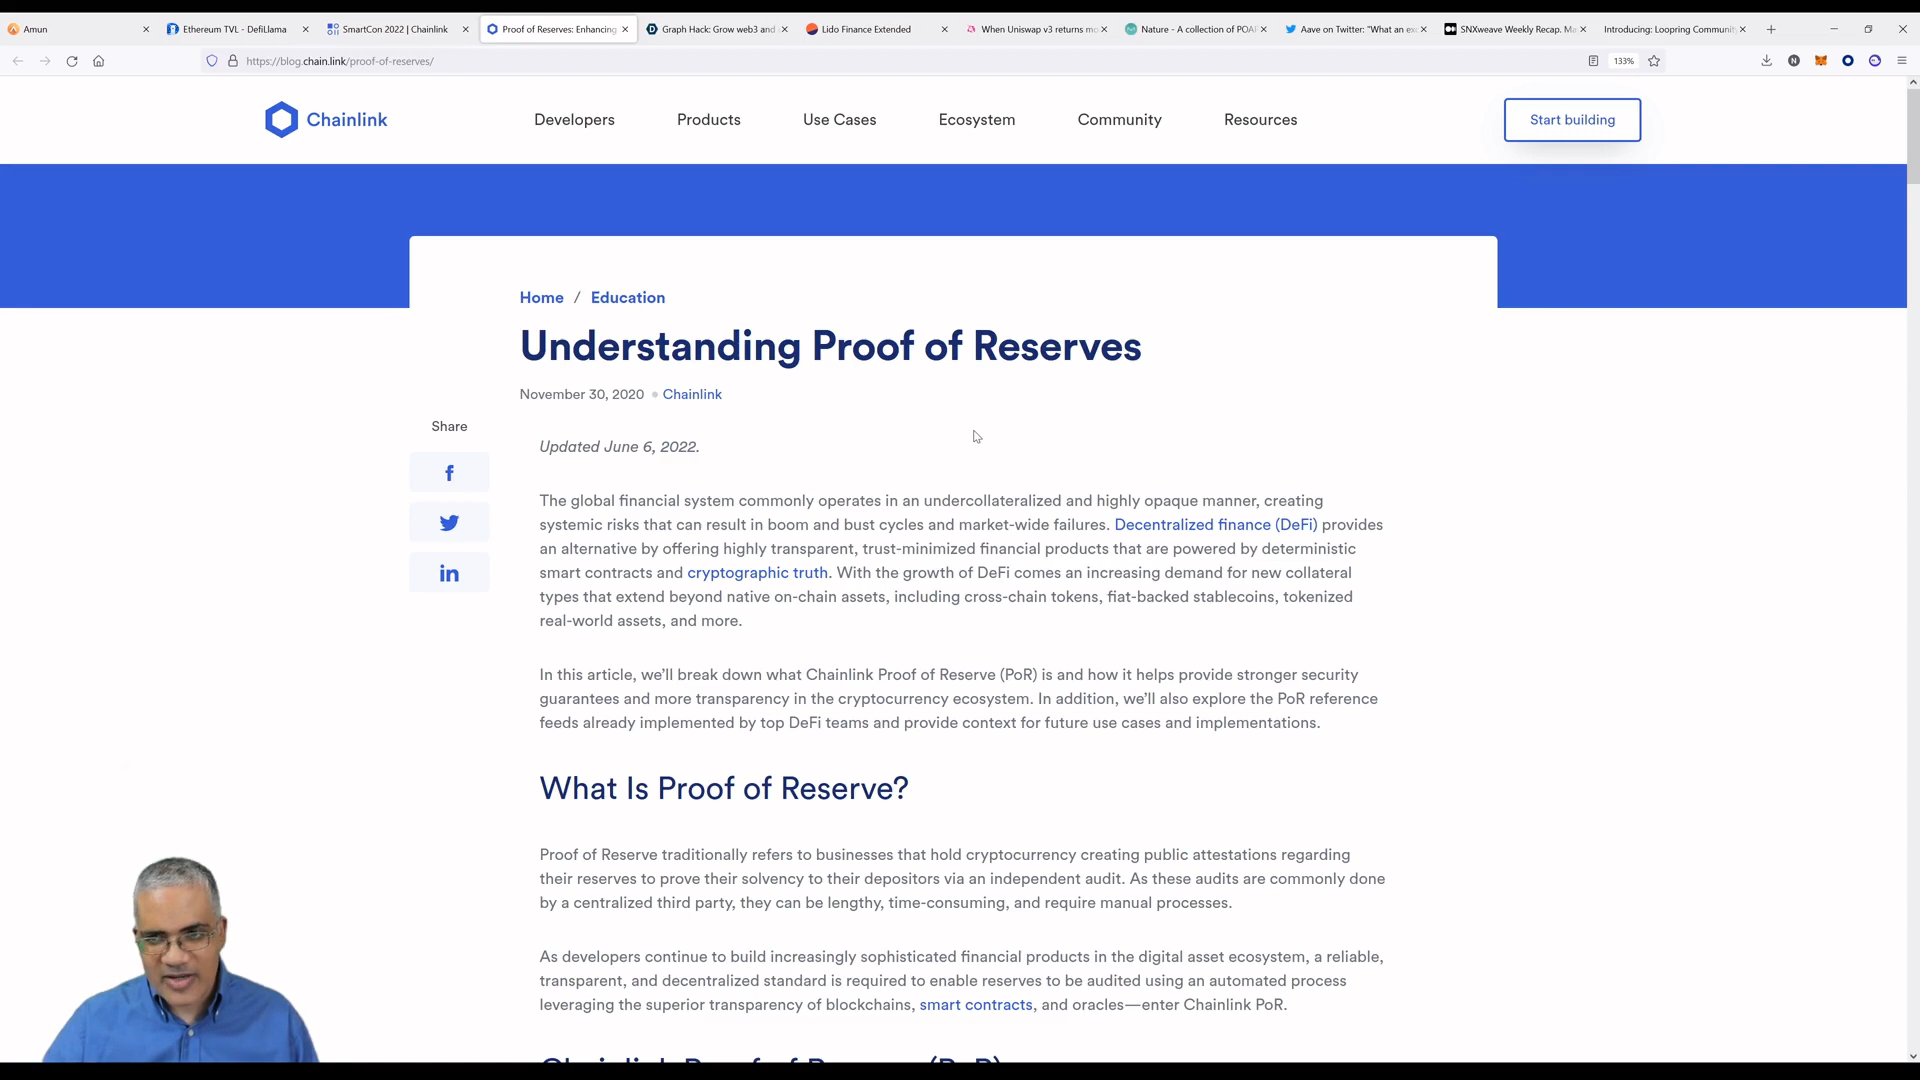 Amun
Ethereum TVL - DefiLlama
SmartCon 2022 | Chainlink
Proof of Reserves: Enhancing
Graph Hack: Grow web3 and
Lido Finance Extended
When Uniswap v3 returns mo
Nature - A collection of POAP
Aave on Twitter: "What an ex
SNXweave Weekly Recap. Ma
Introducing: Loopring Communit
https://blog.chain.link/proof-of-reserves/
133%
N
Chainlink
Developers
Products
Use Cases
Ecosystem
Community
Resources
Start building
Home / Education
Understanding Proof of Reserves
November 30, 2020 • Chainlink
Share
Updated June 6, 2022.
The global financial system commonly operates in an undercollateralized and highly opaque manner, creating
systemic risks that can result in boom and bust cycles and market-wide failures. Decentralized finance (DeFi) provides
an alternative by offering highly transparent, trust-minimized financial products that are powered by deterministic
smart contracts and cryptographic truth. With the growth of DeFi comes an increasing demand for new collateral
types that extend beyond native on-chain assets, including cross-chain tokens, fiat-backed stablecoins, tokenized
real-world assets, and more.
In this article, we'll break down what Chainlink Proof of Reserve (PoR) is and how it helps provide stronger security
guarantees and more transparency in the cryptocurrency ecosystem. In addition, we'll also explore the PoR reference
feeds already implemented by top DeFi teams and provide context for future use cases and implementations.
What Is Proof of Reserve?
Proof of Reserve traditionally refers to businesses that hold cryptocurrency creating public attestations regarding
their reserves to prove their solvency to their depositors via an independent audit. As these audits are commonly done
by a centralized third party, they can be lengthy, time-consuming, and require manual processes.
As developers continue to build increasingly sophisticated financial products in the digital asset ecosystem, a reliable,
transparent, and decentralized standard is required to enable reserves to be audited using an automated process
leveraging the superior transparency of blockchains, smart contracts, and oracles—enter Chainlink PoR.
Chainlink Proof of Reserve (PoR)